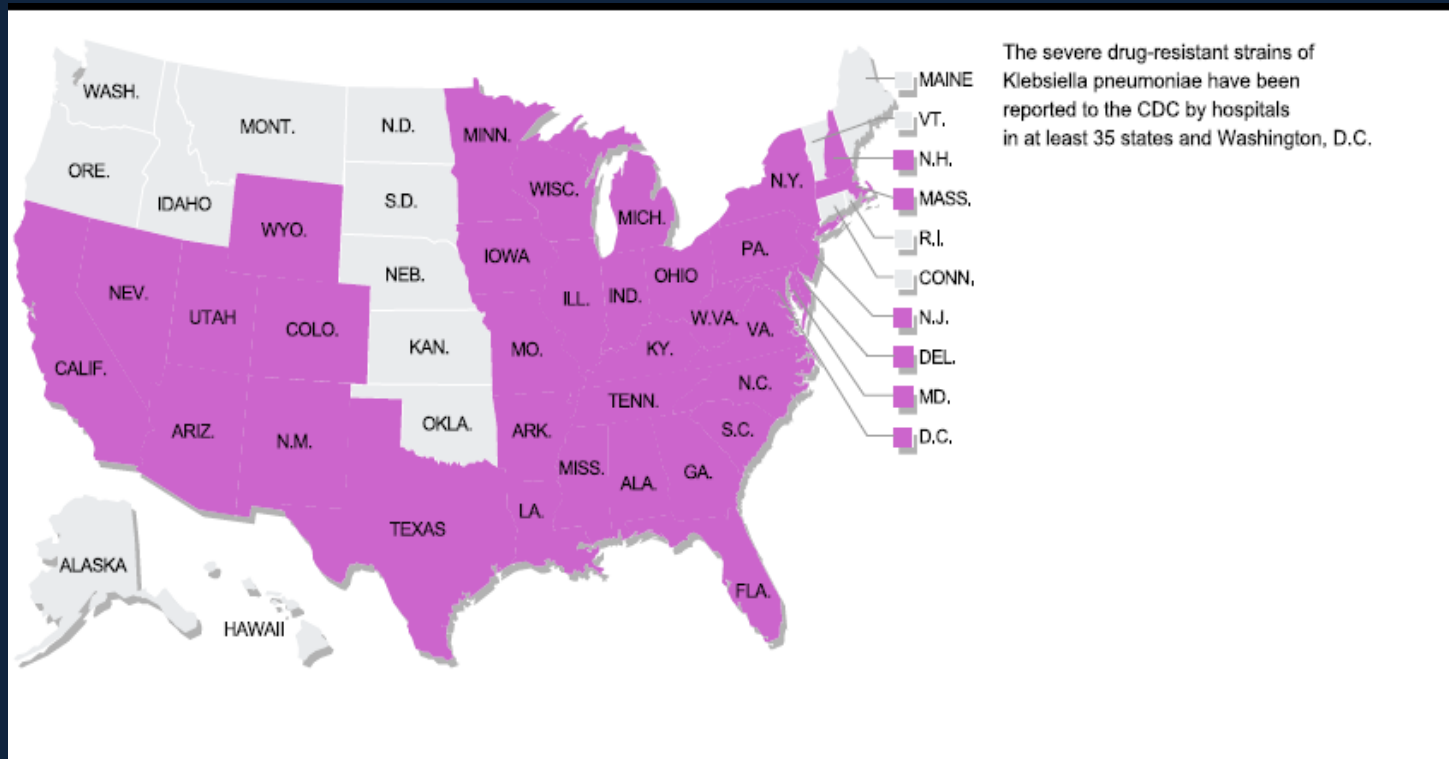 The severe drug-resistant strains of
Klebsiella pneumoniae have been
reported to the CDC by hospitals
in at least 35 states and Washington, D.C.
WASH.
MONT.
N.D.
MINN.
ORE.
IDAHO
S.D.
WISC.
MICH.
N.Y.
WYO.
NEB.
IOWA
PA.
NEV.
UTAH
COLO.
ILL.
IND.
OHIO
W.VA.
VA.
CALIF.
KAN.
MO.
KY.
N.C.
ARIZ.
N.M.
OKLA.
ARK.
TENN.
S.C.
MISS.
ALA.
GA.
TEXAS
LA.
FLA.
ALASKA
HAWAII
MAINE
VT.
N.H.
MASS.
R.I.
CONN.
N.J.
DEL.
MD.
D.C.